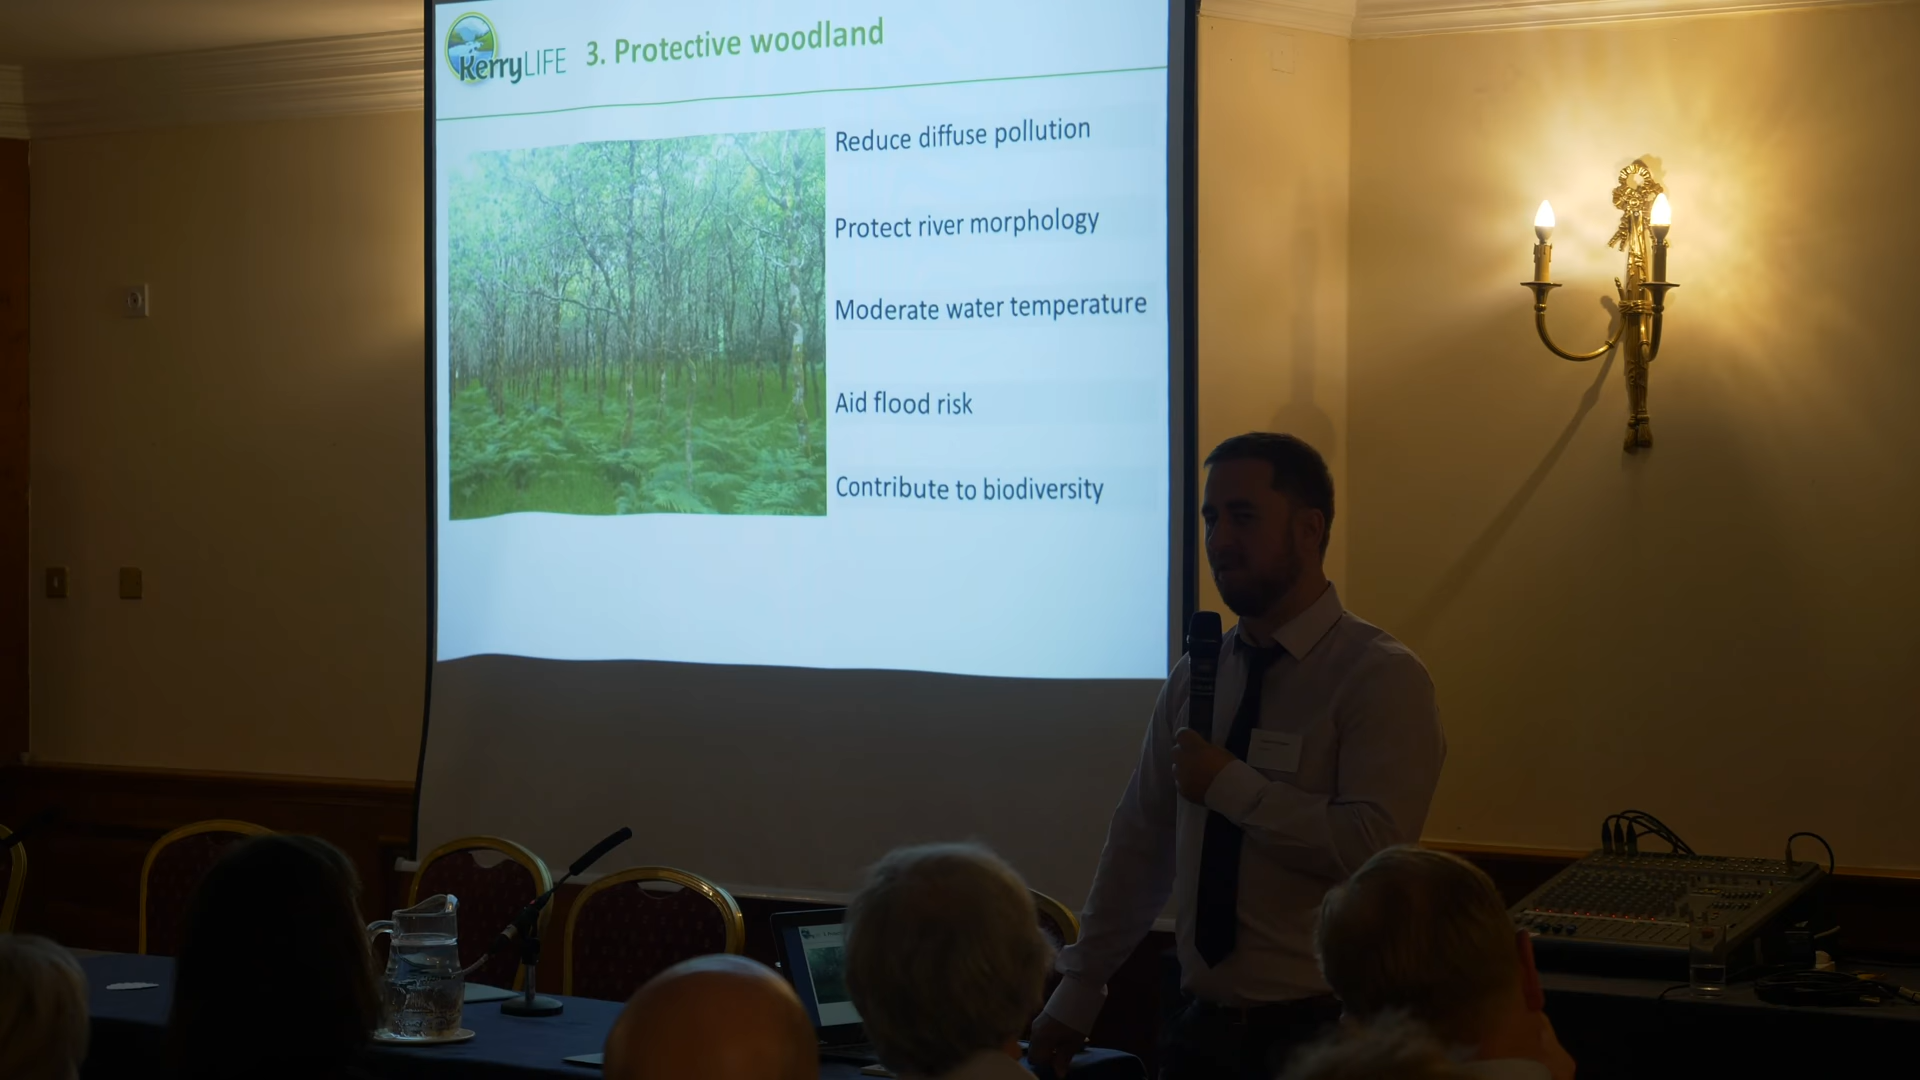 KerryLIFE
3. Protective woodland
Reduce diffuse pollution
Protect river morphology
Moderate water temperature
Aid flood risk
Contribute to biodiversity